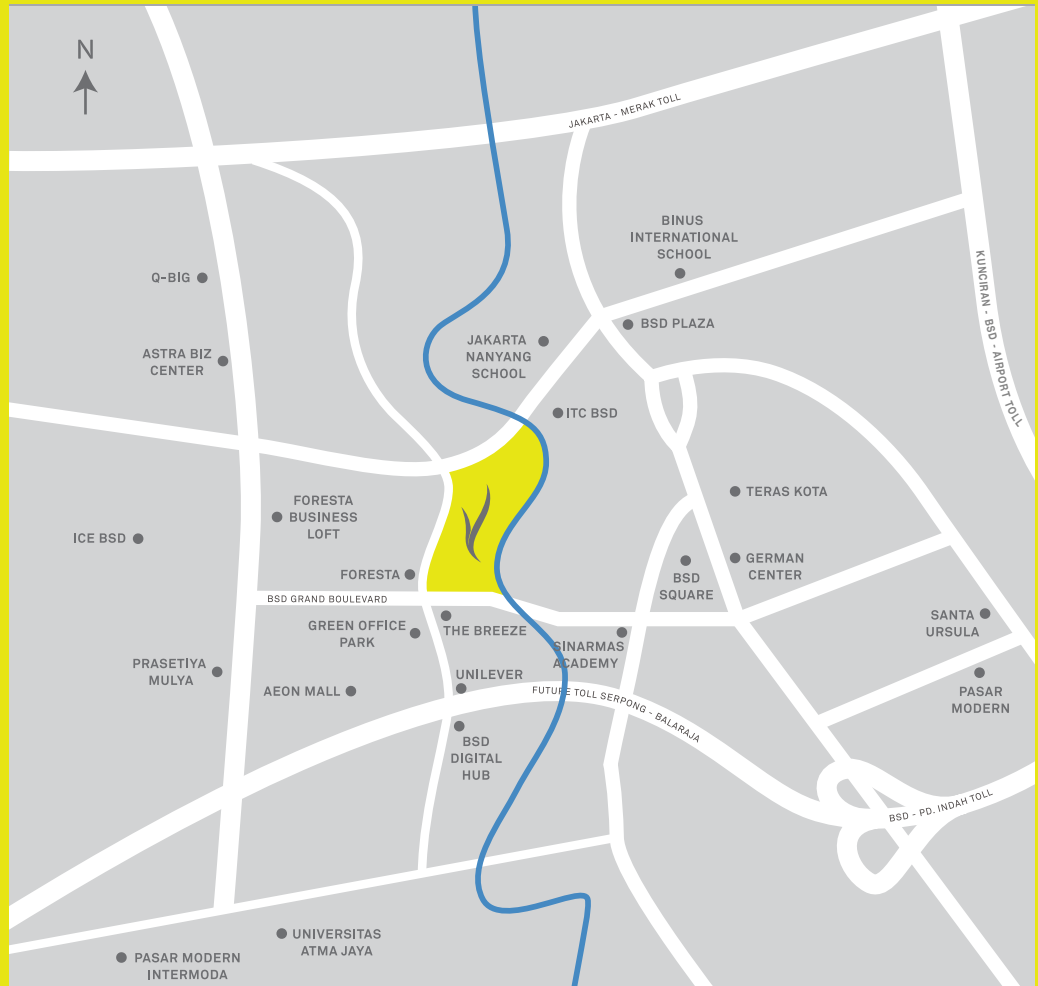 N
JAKARTA - MERAK TOLL
BINUS
INTERNATIONAL
SCHOOL
KUNCIRAN - BSD - AIRPORT TOLL
Q-BIG
BSD PLAZA
JAKARTA
NANYANG
SCHOOL
ASTRA BIZ
CENTER
ITC BSD
TERAS KOTA
FORESTA
BUSINESS
LOFT
ICE BSD
GERMAN
CENTER
FORESTA
BSD
SQUARE
BSD GRAND BOULEVARD
SANTA
URSULA
GREEN OFFICE
PARK
THE BREEZE
SINARMAS
ACADEMY
PRASETIYA
MULYA
UNILEVER
AEON MALL
FUTURE TOLL SERPONG - BALARAJA
PASAR
MODERN
BSD
DIGITAL
HUB
BSD - PD. INDAH TOLL
UNIVERSITAS
ATMA JAYA
PASAR MODERN
INTERMODA